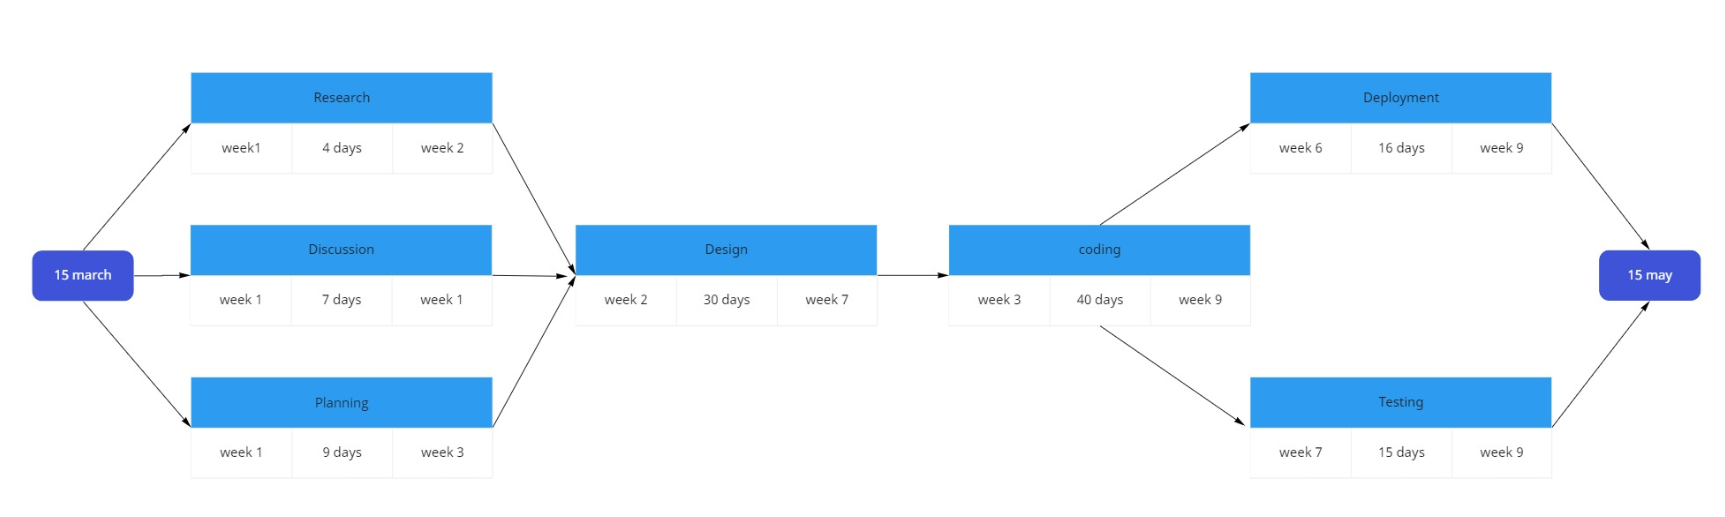 15 march
Research
week1 4 days week 2
Discussion
week 1 7 days week 1
Planning
week 1 9 days week 3
Design
week 2 30 days week 7
coding
week 3 40 days week 9
Deployment
week 6 16 days week 9
Testing
week 7 15 days week 9
15 may